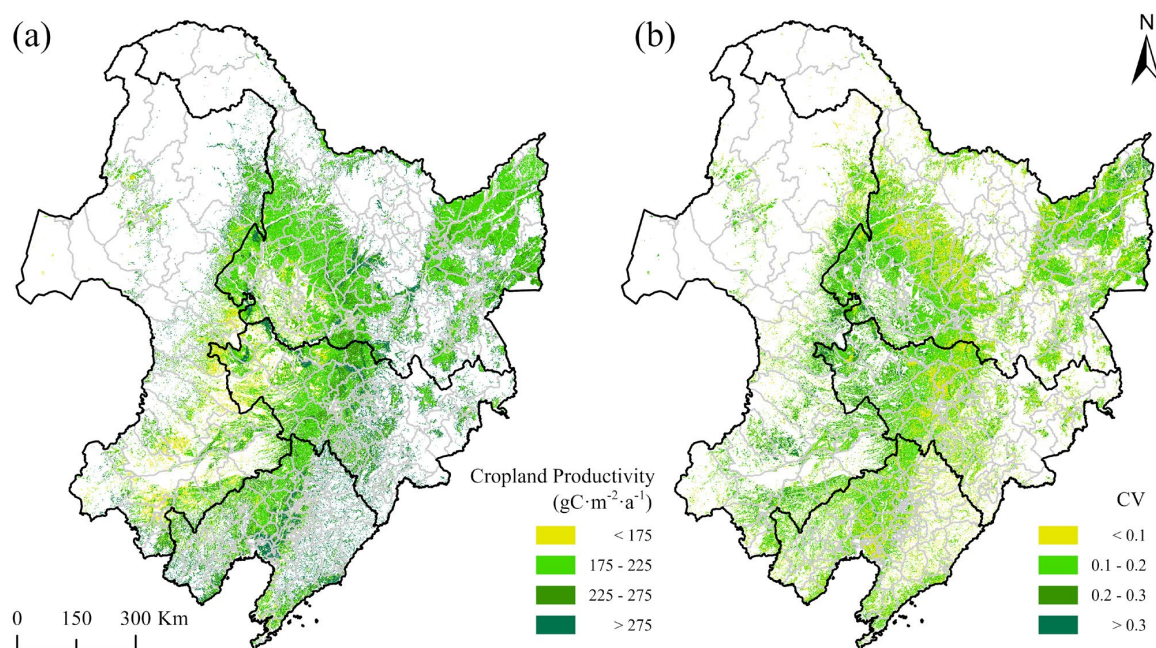 (a)
(b)
N
Cropland Productivity
(gC·m⁻²·a⁻¹)
< 175
175 - 225
225 - 275
> 275
CV
< 0.1
0.1 - 0.2
0.2 - 0.3
> 0.3
0 150 300 Km